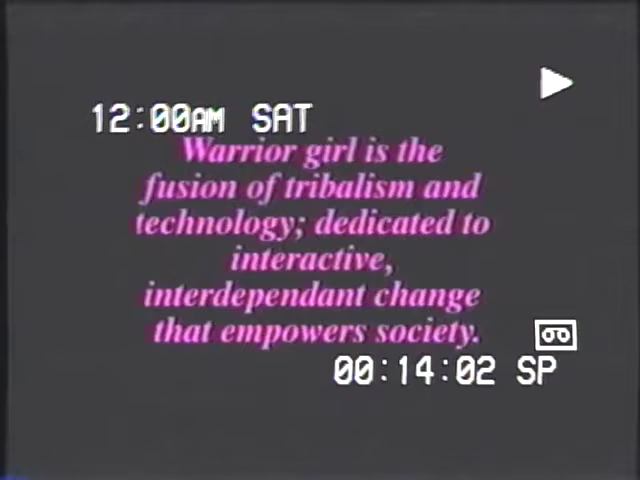 12:00AM SAT
Warrior girl is the
fusion of tribalism and
technology; dedicated to
interactive,
interdependant change
that empowers society.
00:14:02 SP